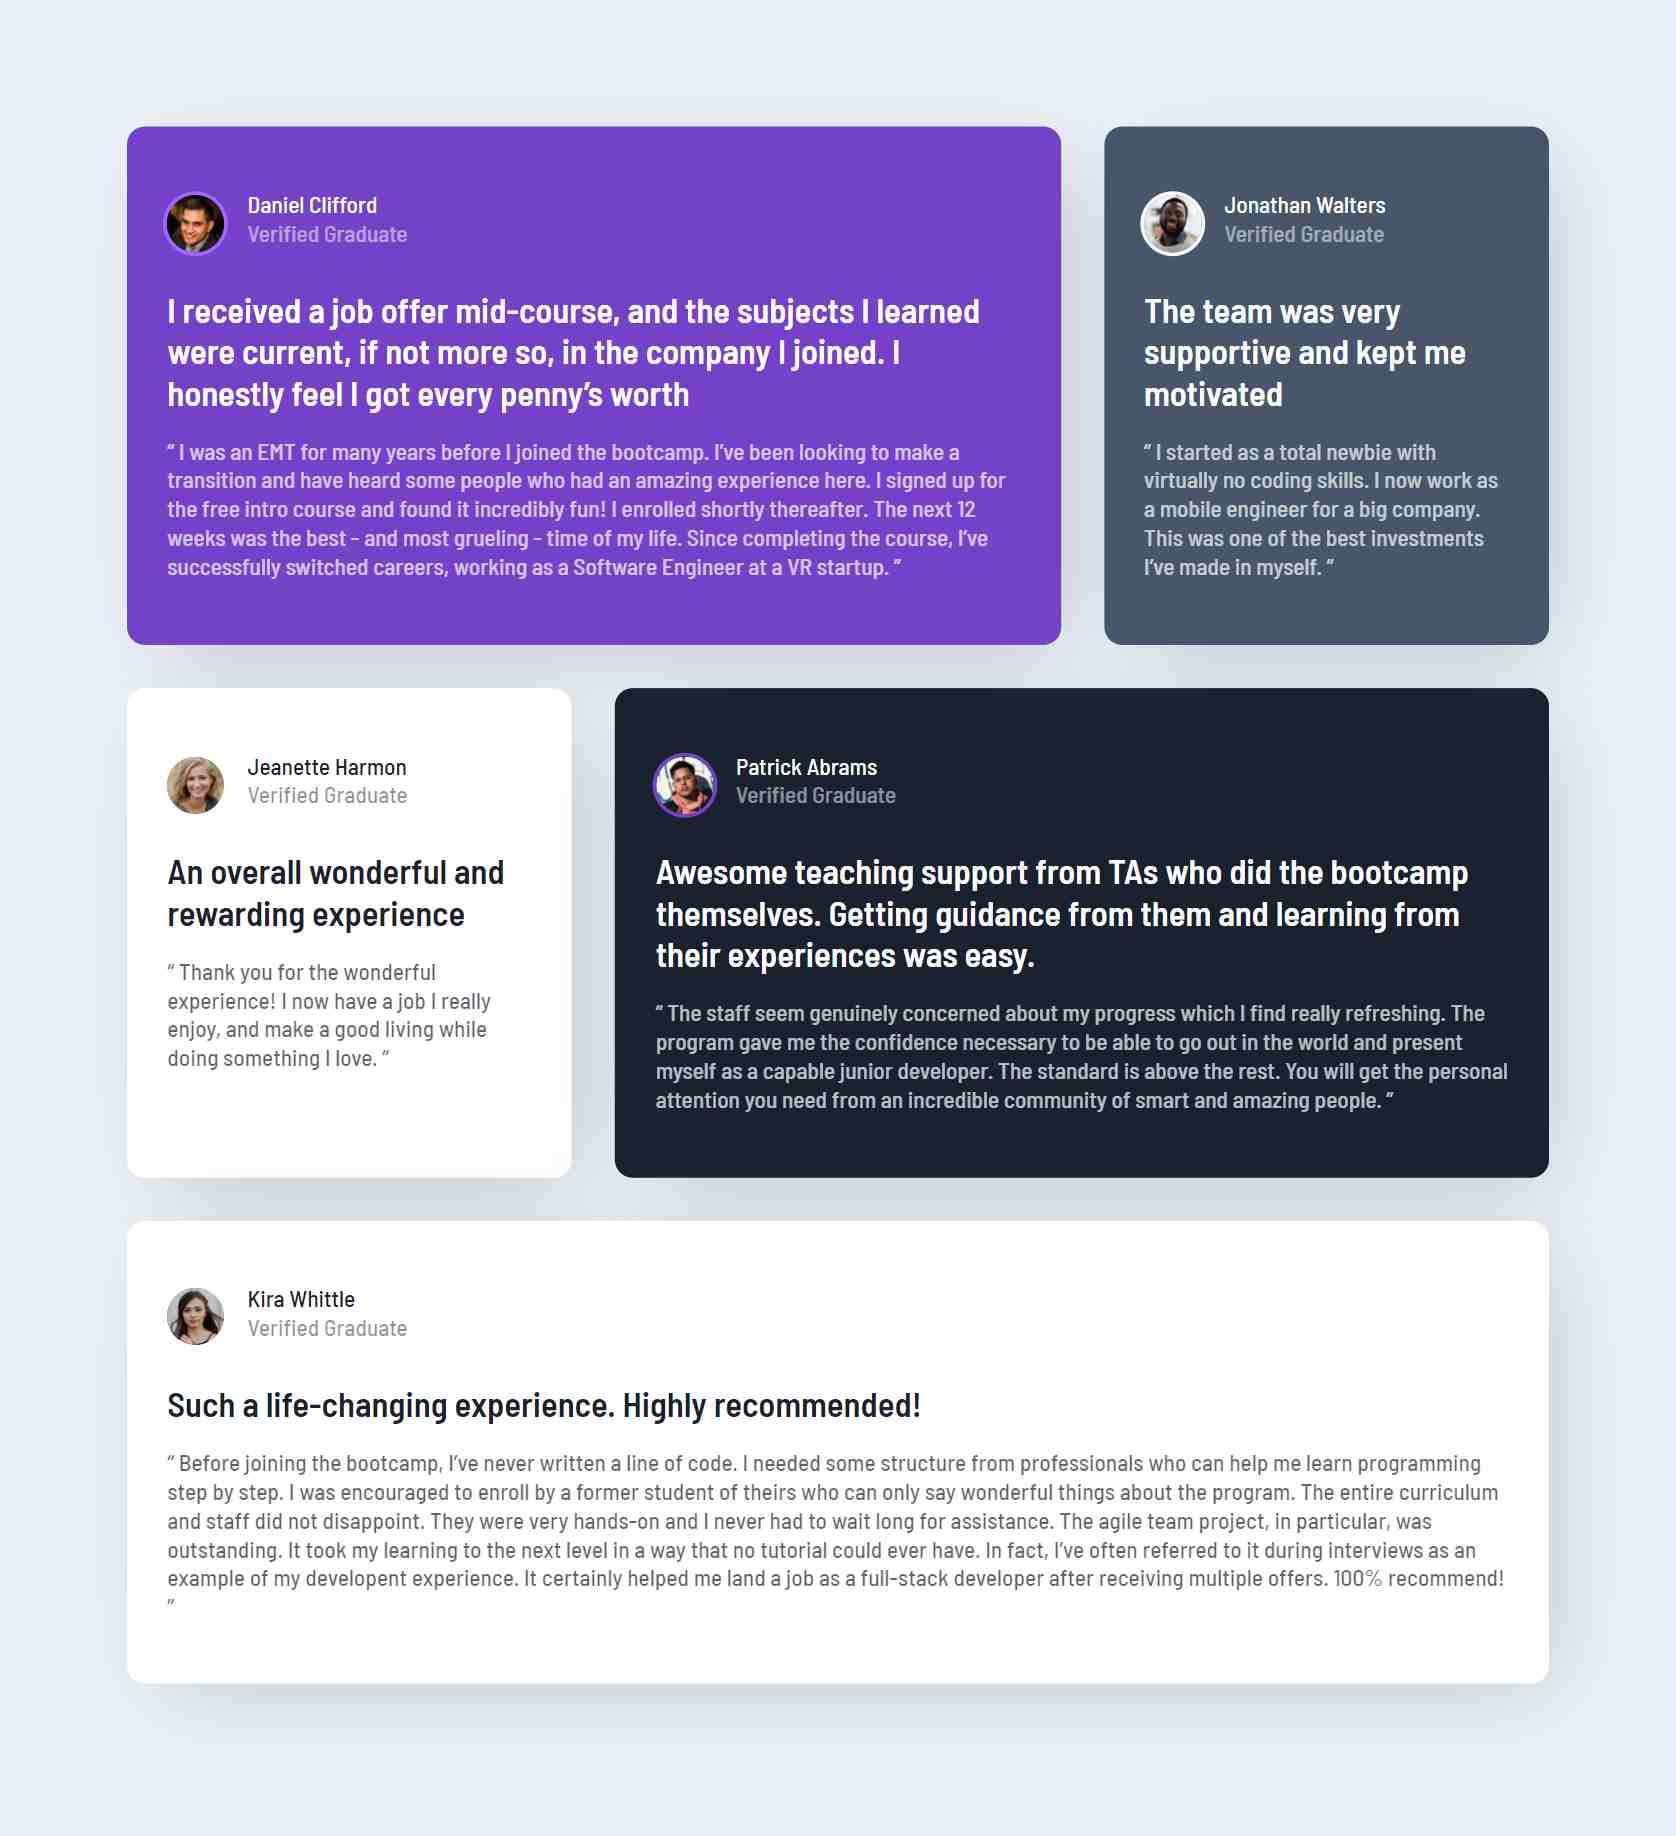 Daniel Clifford
Verified Graduate
I received a job offer mid-course, and the subjects I learned
were current, if not more so, in the company I joined. I
honestly feel I got every penny’s worth
“ I was an EMT for many years before I joined the bootcamp. I’ve been looking to make a
transition and have heard some people who had an amazing experience here. I signed up for
the free intro course and found it incredibly fun! I enrolled shortly thereafter. The next 12
weeks was the best - and most grueling - time of my life. Since completing the course, I’ve
successfully switched careers, working as a Software Engineer at a VR startup. ”
Jonathan Walters
Verified Graduate
The team was very
supportive and kept me
motivated
“ I started as a total newbie with
virtually no coding skills. I now work as
a mobile engineer for a big company.
This was one of the best investments
I’ve made in myself. ”
Jeanette Harmon
Verified Graduate
An overall wonderful and
rewarding experience
“ Thank you for the wonderful
experience! I now have a job I really
enjoy, and make a good living while
doing something I love. ”
Patrick Abrams
Verified Graduate
Awesome teaching support from TAs who did the bootcamp
themselves. Getting guidance from them and learning from
their experiences was easy.
“ The staff seem genuinely concerned about my progress which I find really refreshing. The
program gave me the confidence necessary to be able to go out in the world and present
myself as a capable junior developer. The standard is above the rest. You will get the personal
attention you need from an incredible community of smart and amazing people. ”
Kira Whittle
Verified Graduate
Such a life-changing experience. Highly recommended!
“ Before joining the bootcamp, I’ve never written a line of code. I needed some structure from professionals who can help me learn programming
step by step. I was encouraged to enroll by a former student of theirs who can only say wonderful things about the program. The entire curriculum
and staff did not disappoint. They were very hands-on and I never had to wait long for assistance. The agile team project, in particular, was
outstanding. It took my learning to the next level in a way that no tutorial could ever have. In fact, I’ve often referred to it during interviews as an
example of my developent experience. It certainly helped me land a job as a full-stack developer after receiving multiple offers. 100% recommend!
”